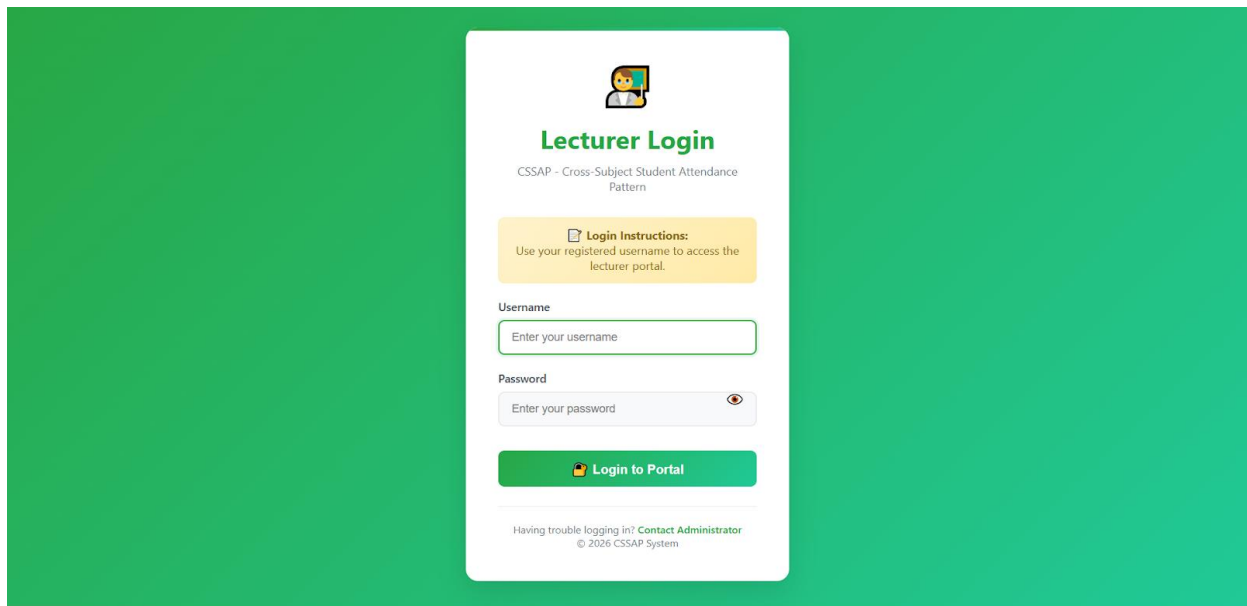 Lecturer Login
CSSAP - Cross-Subject Student Attendance
Pattern
Login Instructions:
Use your registered username to access the
lecturer portal.
Username
Enter your username
Password
Enter your password
Login to Portal
Having trouble logging in? Contact Administrator
© 2026 CSSAP System